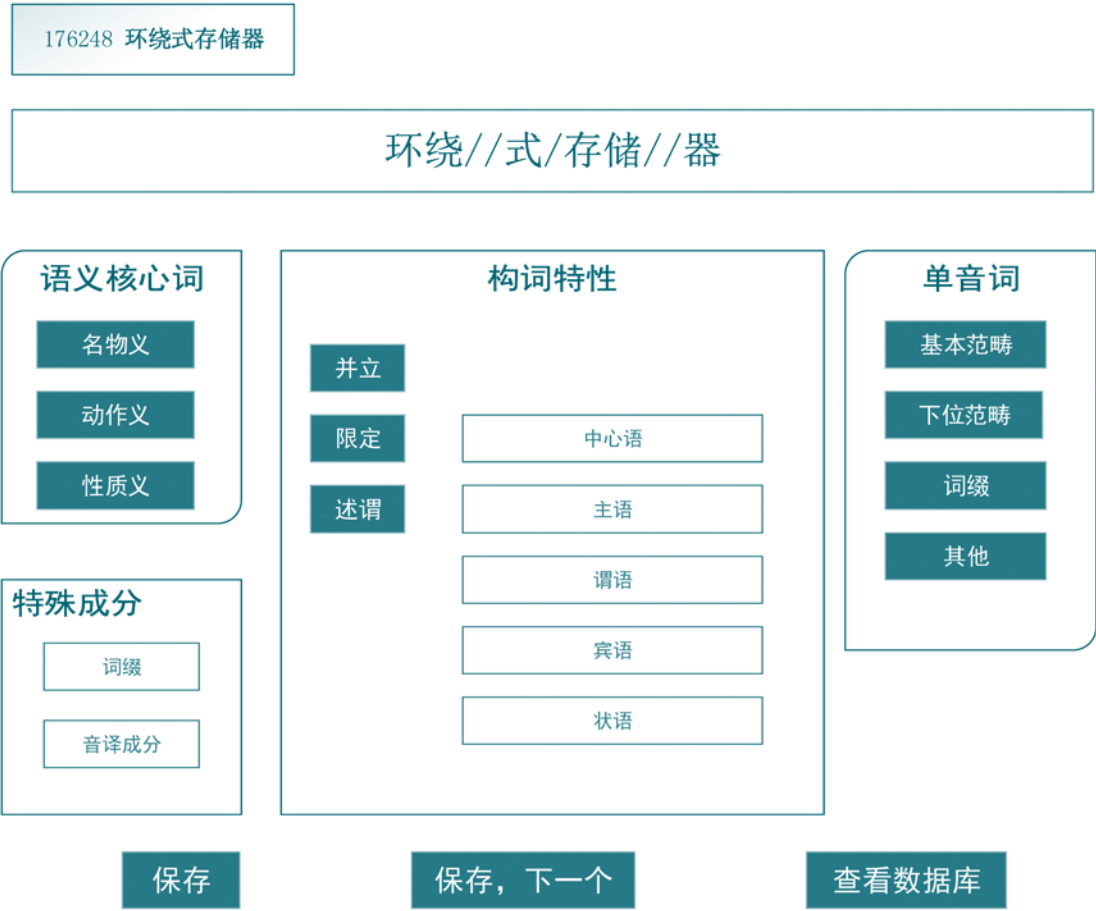 176248 环绕式存储器
环绕//式/存储//器
语义核心词
名物义
动作义
性质义
特殊成分
词缀
音译成分
构词特性
并立
限定
述谓
中心语
主语
谓语
宾语
状语
单音词
基本范畴
下位范畴
词缀
其他
保存
保存，下一个
查看数据库